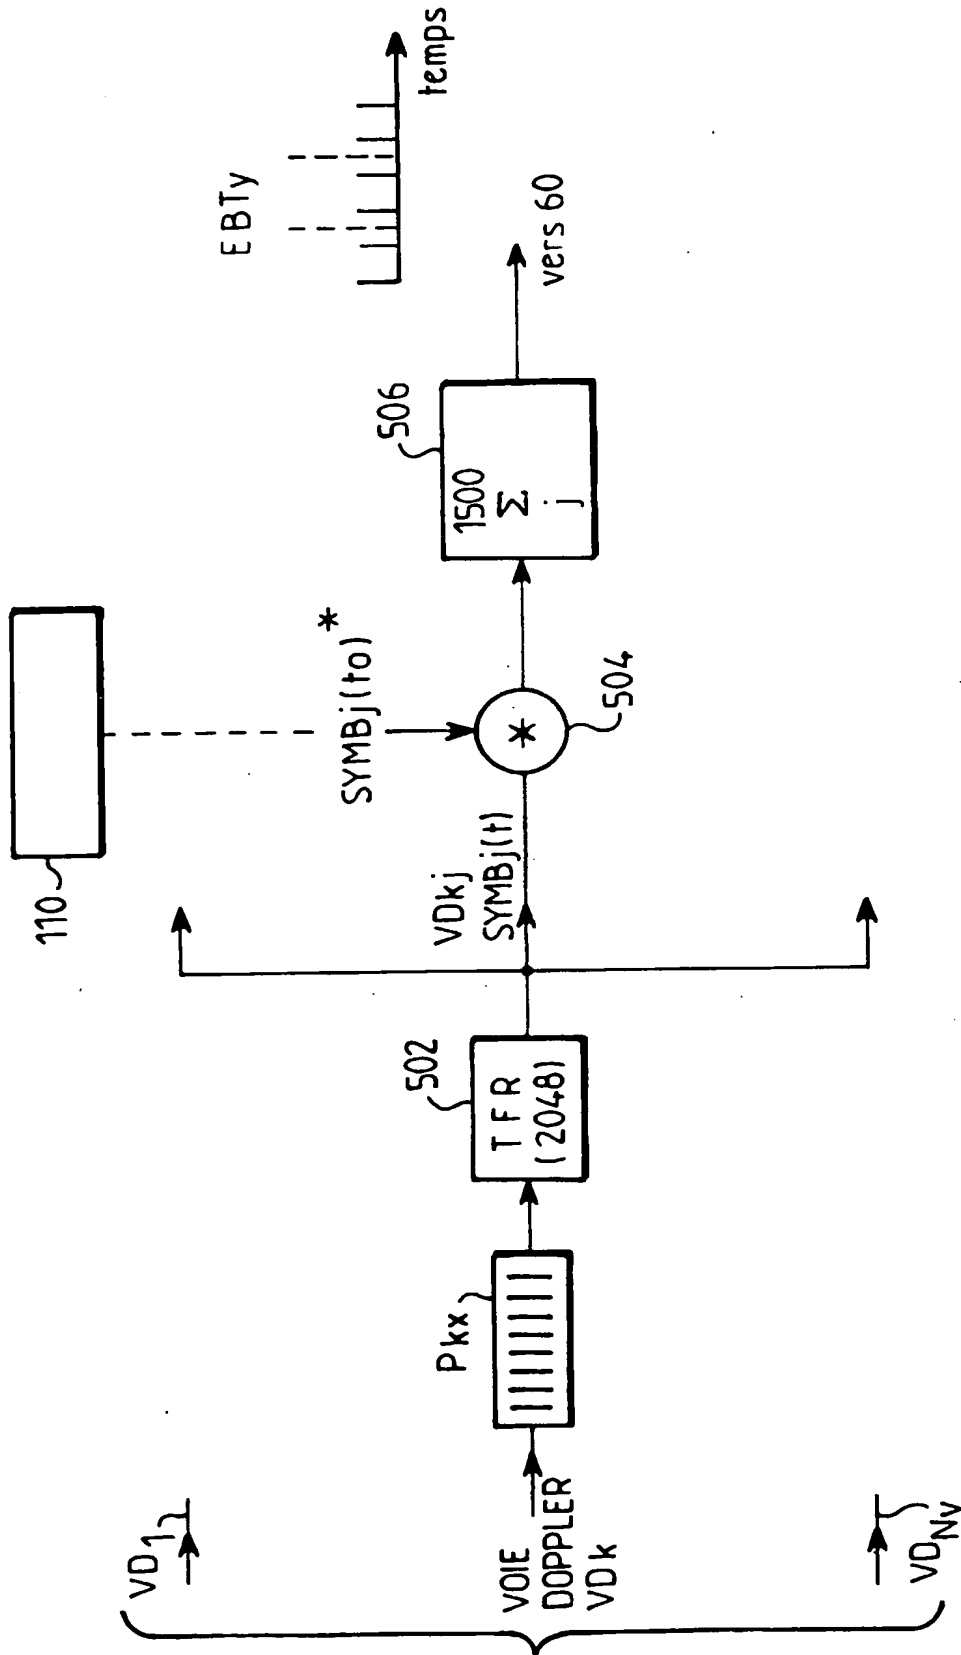 VD1
VOIE
DOPPLER
VDk
VDNv
Pkx
502
TFR
(2048)
110
VDkj
SYMBj(t)
SYMBj(to)*
*
504
506
1500
Σ
j
vers 60
EBTy
temps